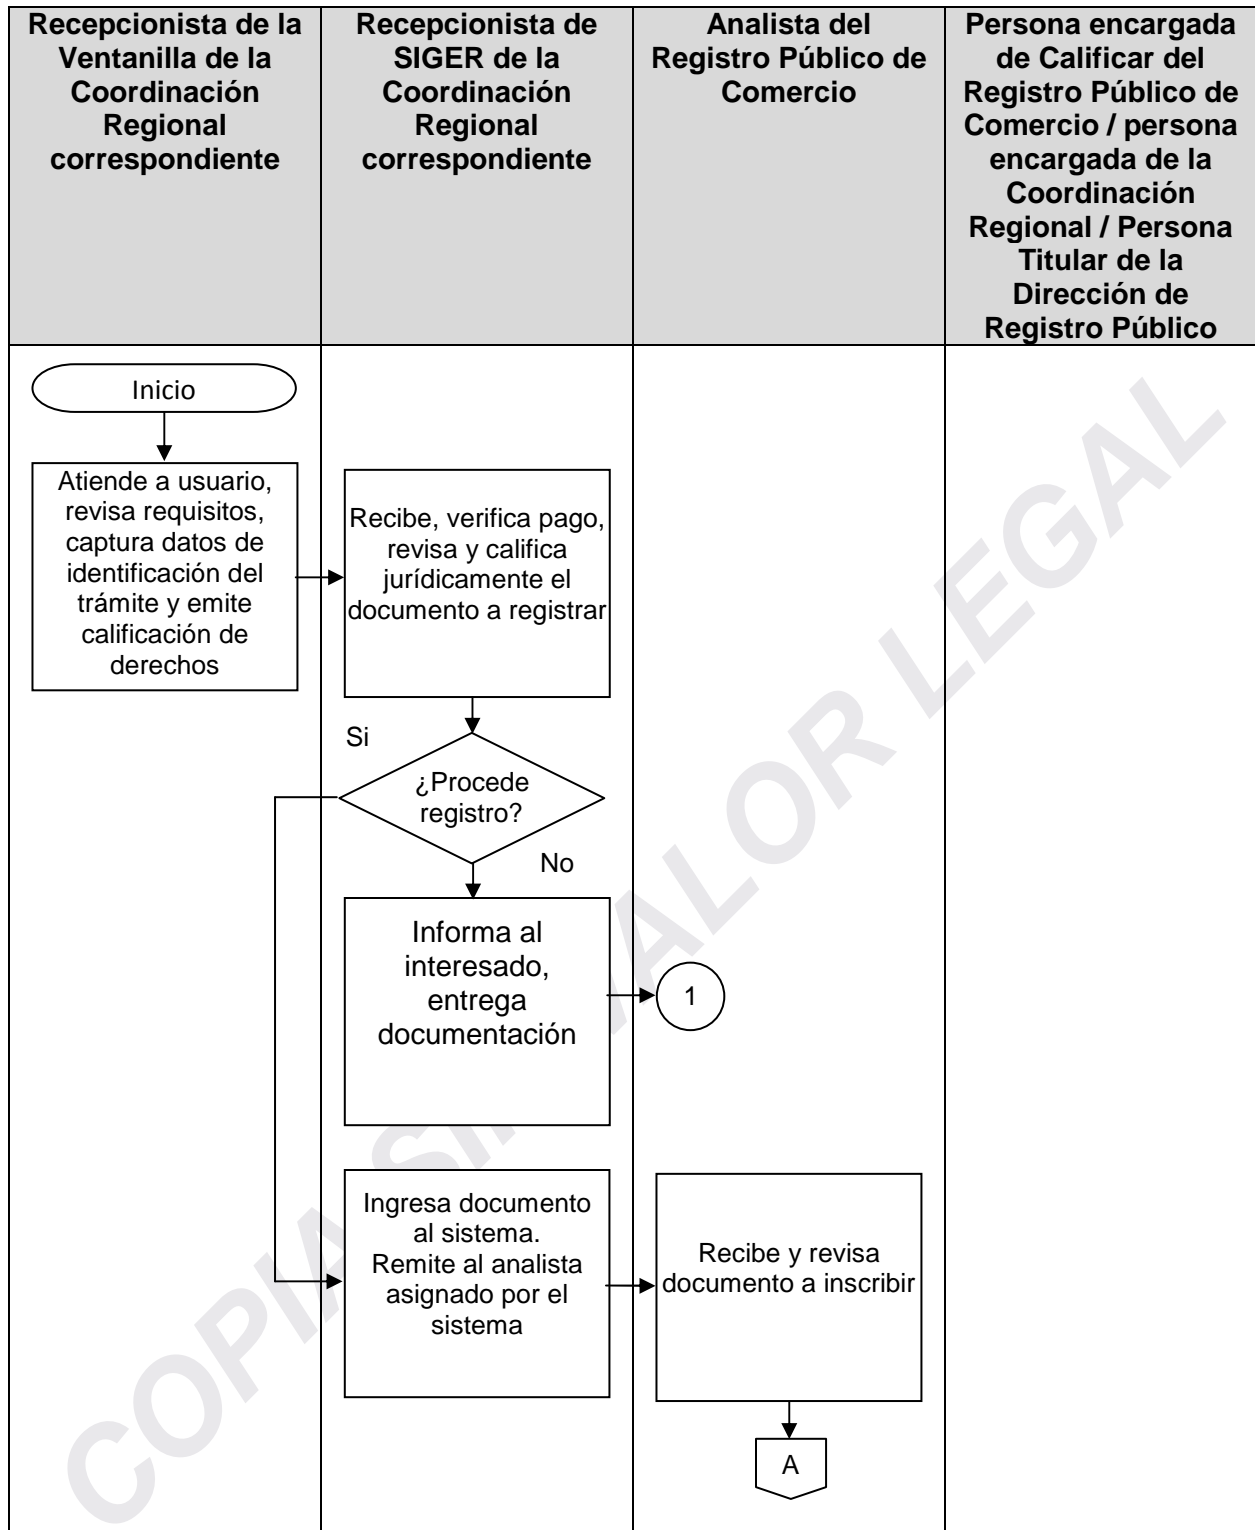 Recepcionista de la
Ventanilla de la
Coordinación
Regional
correspondiente
Recepcionista de
SIGER de la
Coordinación
Regional
correspondiente
Analista del
Registro Público de
Comercio
Persona encargada
de Calificar del
Registro Público de
Comercio / persona
encargada de la
Coordinación
Regional / Persona
Titular de la
Dirección de
Registro Público
Inicio
Atiende a usuario,
revisa requisitos,
captura datos de
identificación del
trámite y emite
calificación de
derechos
Recibe, verifica pago,
revisa y califica
jurídicamente el
documento a registrar
Si
¿Procede
registro?
No
Informa al
interesado,
entrega
documentación
1
Ingresa documento
al sistema.
Remite al analista
asignado por el
sistema
Recibe y revisa
documento a inscribir
A
COPIA SIN VALOR LEGAL